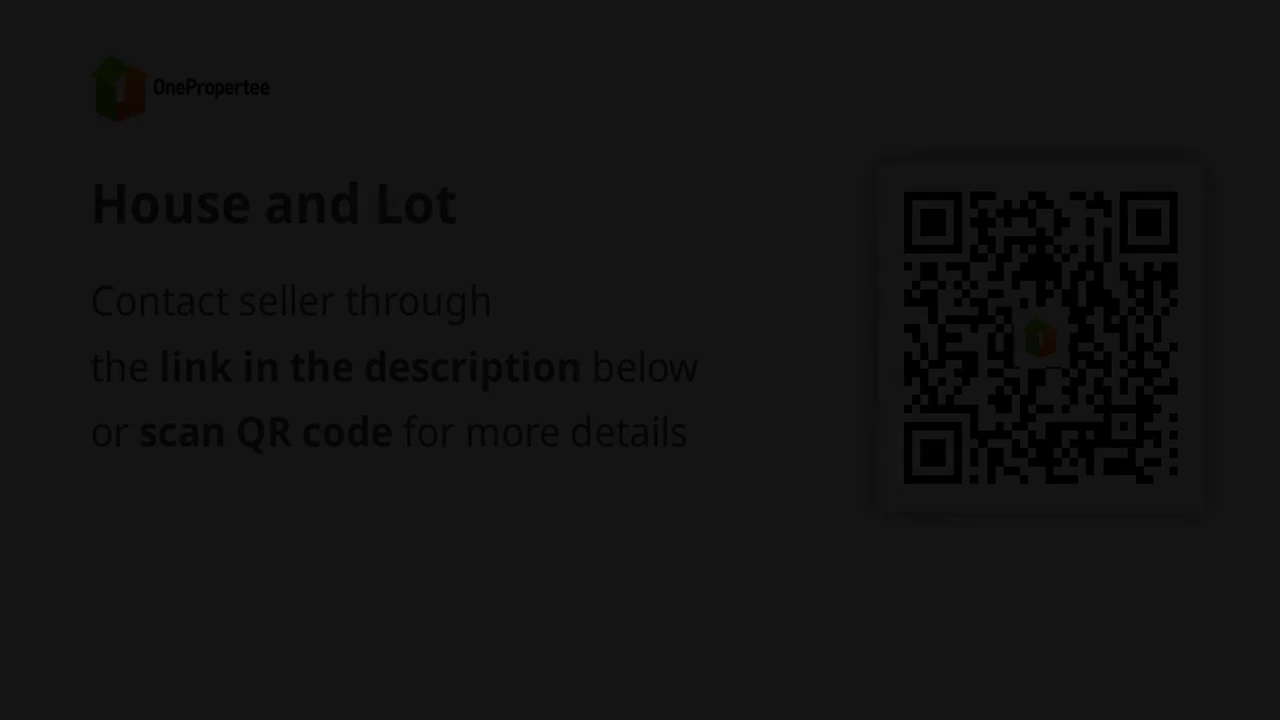 OnePropertee
House and Lot
Contact seller through
the link in the description below
or scan QR code for more details